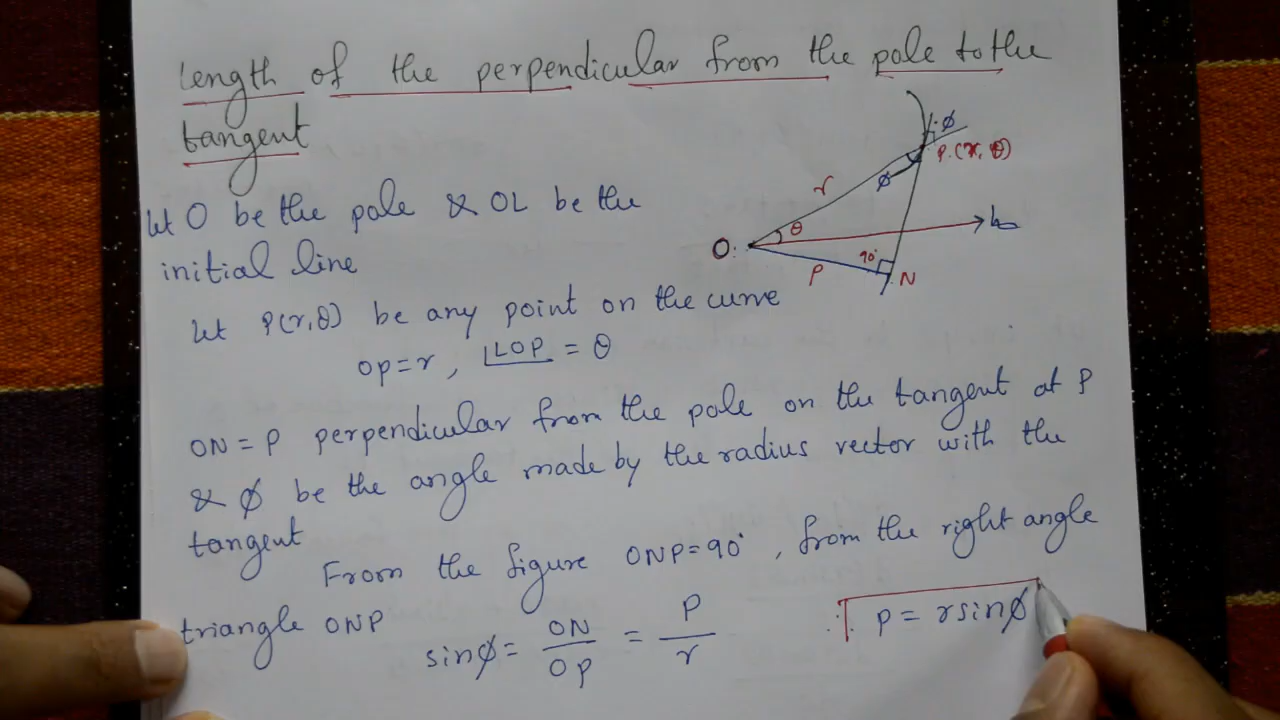 length of the perpendicular from the pole to the
tangent
φ
P.(r, θ)
φ
r
θ
O.
L
90°
p
N
let O be the pole & OL be the
initial line
let P(r,θ) be any point on the curve
OP=r, ∠LOP = θ
ON = P perpendicular from the pole on the tangent at P
& φ be the angle made by the radius vector with the
tangent
From the figure ONP=90°, from the right angle
triangle ONP
sinφ = ON/OP = P/r
∴ p = rsinφ